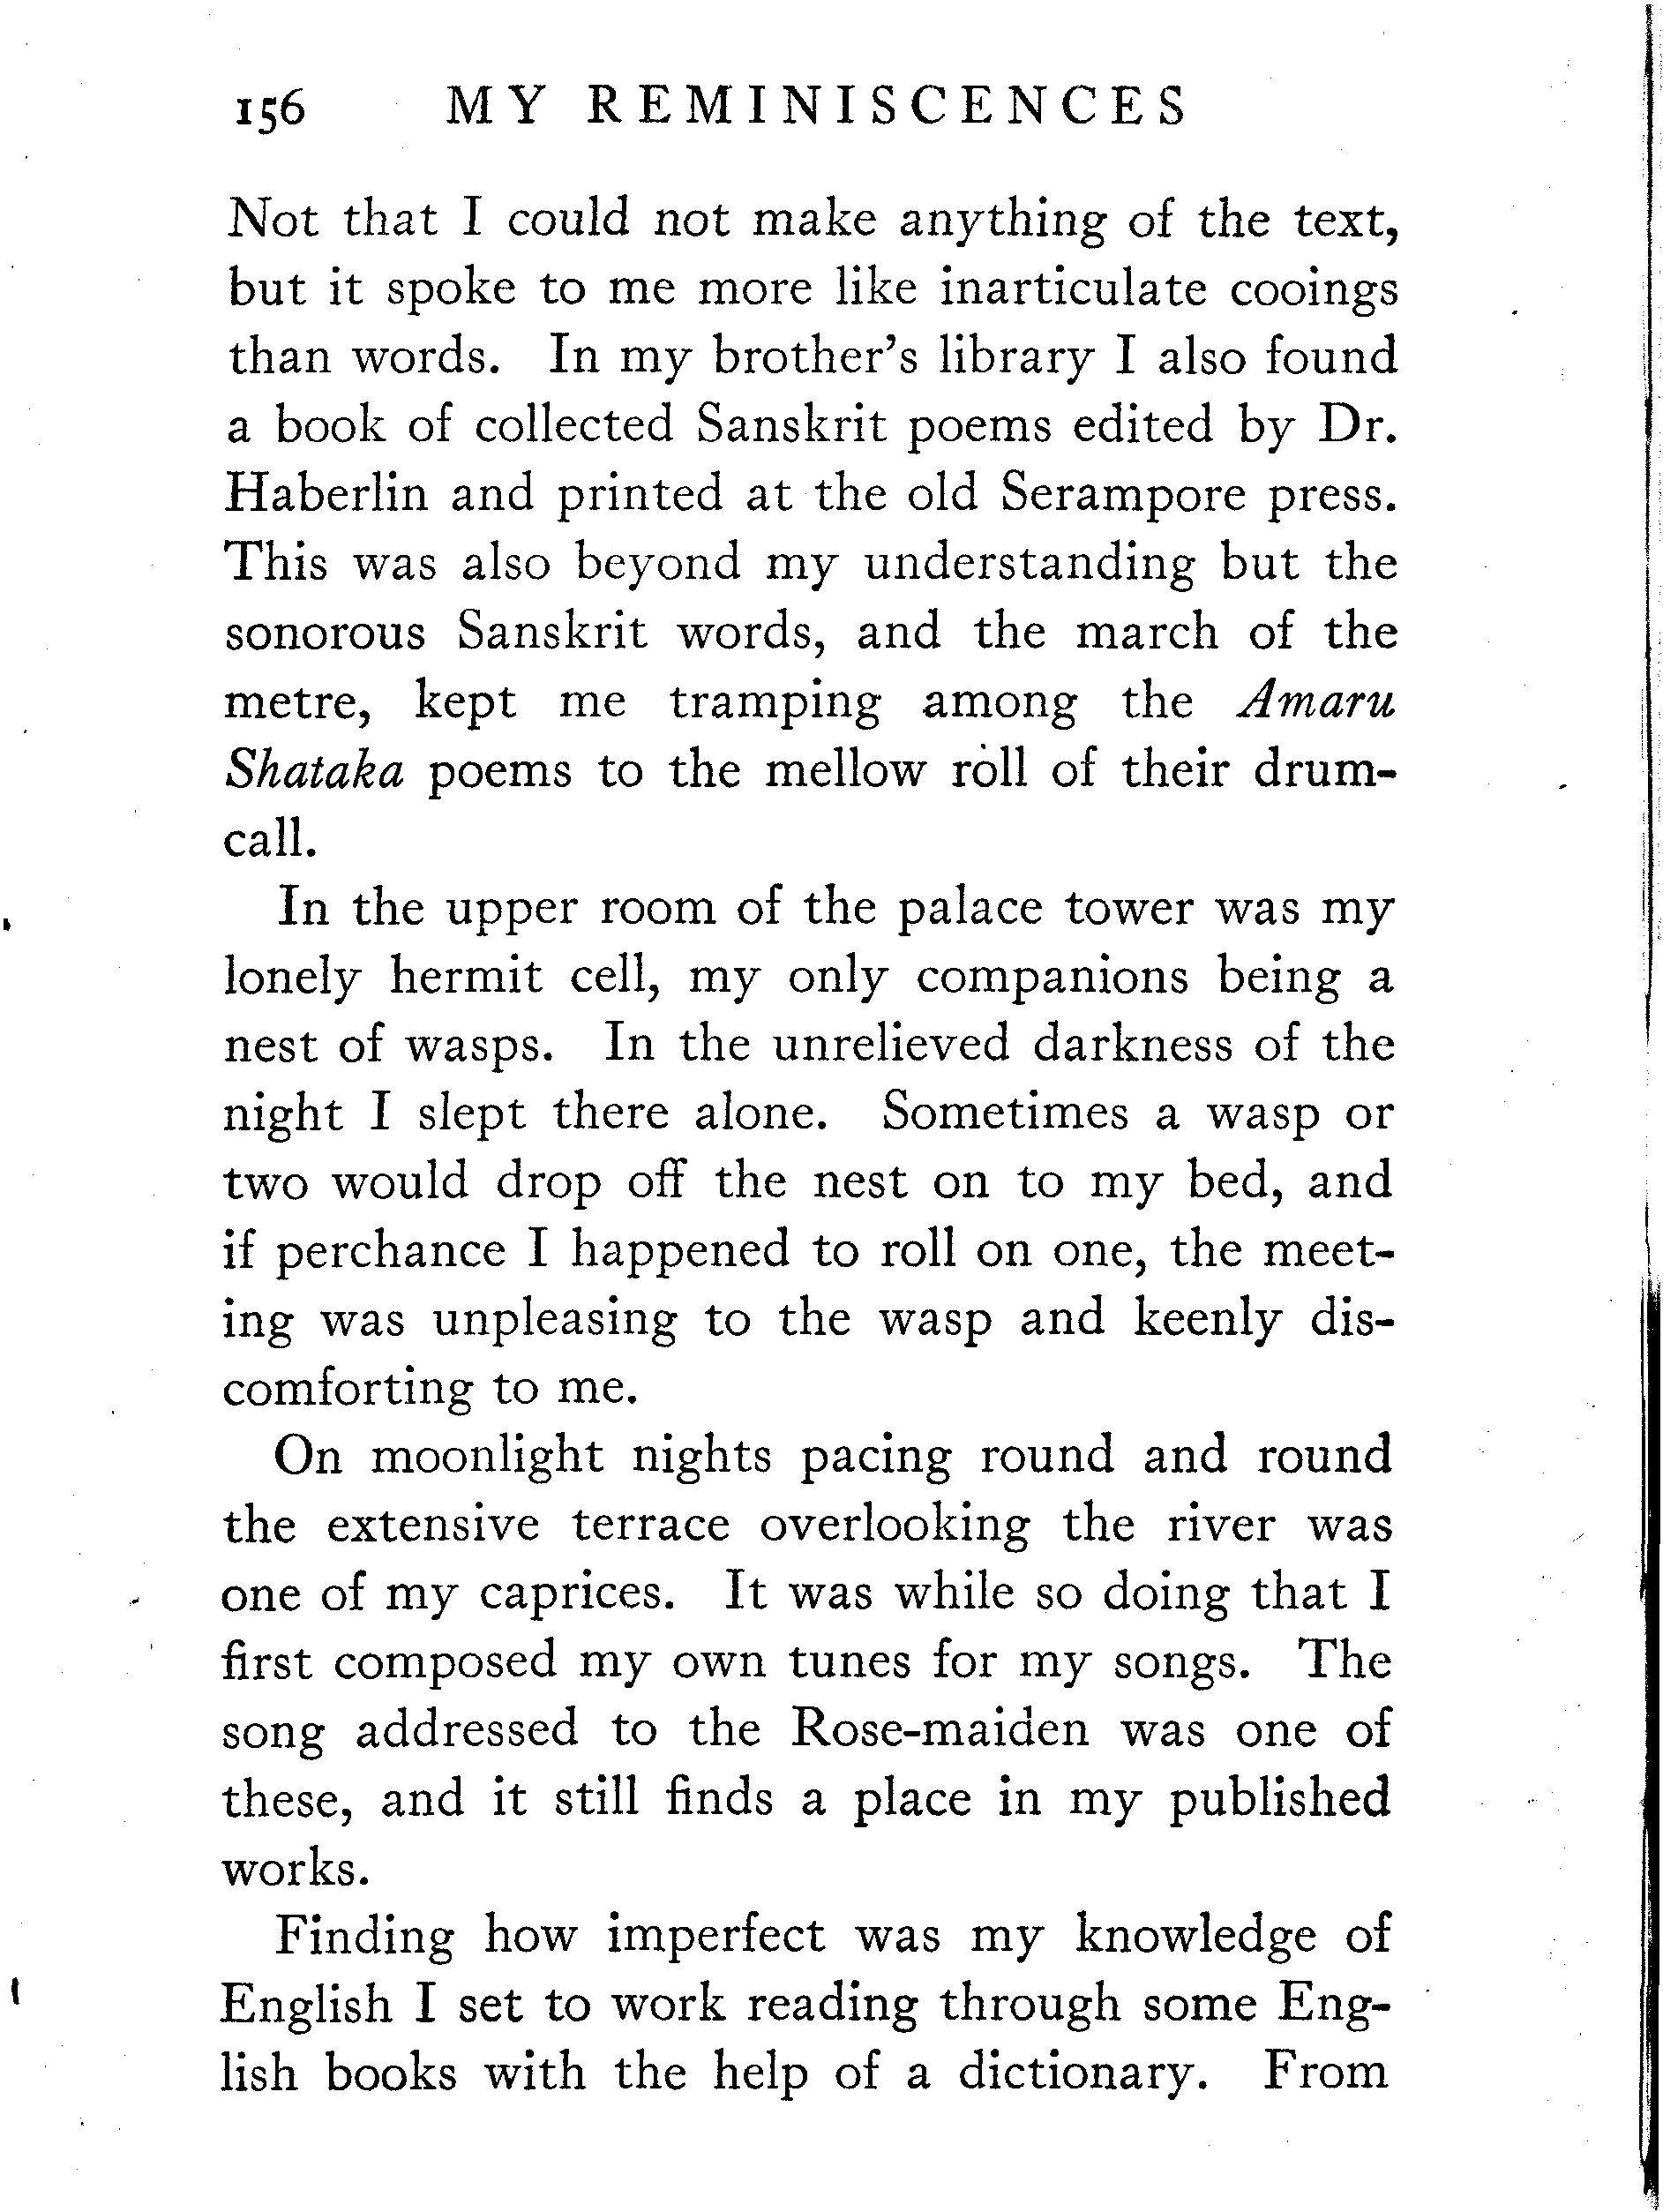 156 MY REMINISCENCES
Not that I could not make anything of the text,
but it spoke to me more like inarticulate cooings
than words. In my brother's library I also found
a book of collected Sanskrit poems edited by Dr.
Haberlin and printed at the old Serampore press.
This was also beyond my understanding but the
sonorous Sanskrit words, and the march of the
metre, kept me tramping among the Amaru
Shataka poems to the mellow roll of their drum-
call.
In the upper room of the palace tower was my
lonely hermit cell, my only companions being a
nest of wasps. In the unrelieved darkness of the
night I slept there alone. Sometimes a wasp or
two would drop off the nest on to my bed, and
if perchance I happened to roll on one, the meet-
ing was unpleasing to the wasp and keenly dis-
comforting to me.
On moonlight nights pacing round and round
the extensive terrace overlooking the river was
one of my caprices. It was while so doing that I
first composed my own tunes for my songs. The
song addressed to the Rose-maiden was one of
these, and it still finds a place in my published
works.
Finding how imperfect was my knowledge of
English I set to work reading through some Eng-
lish books with the help of a dictionary. From